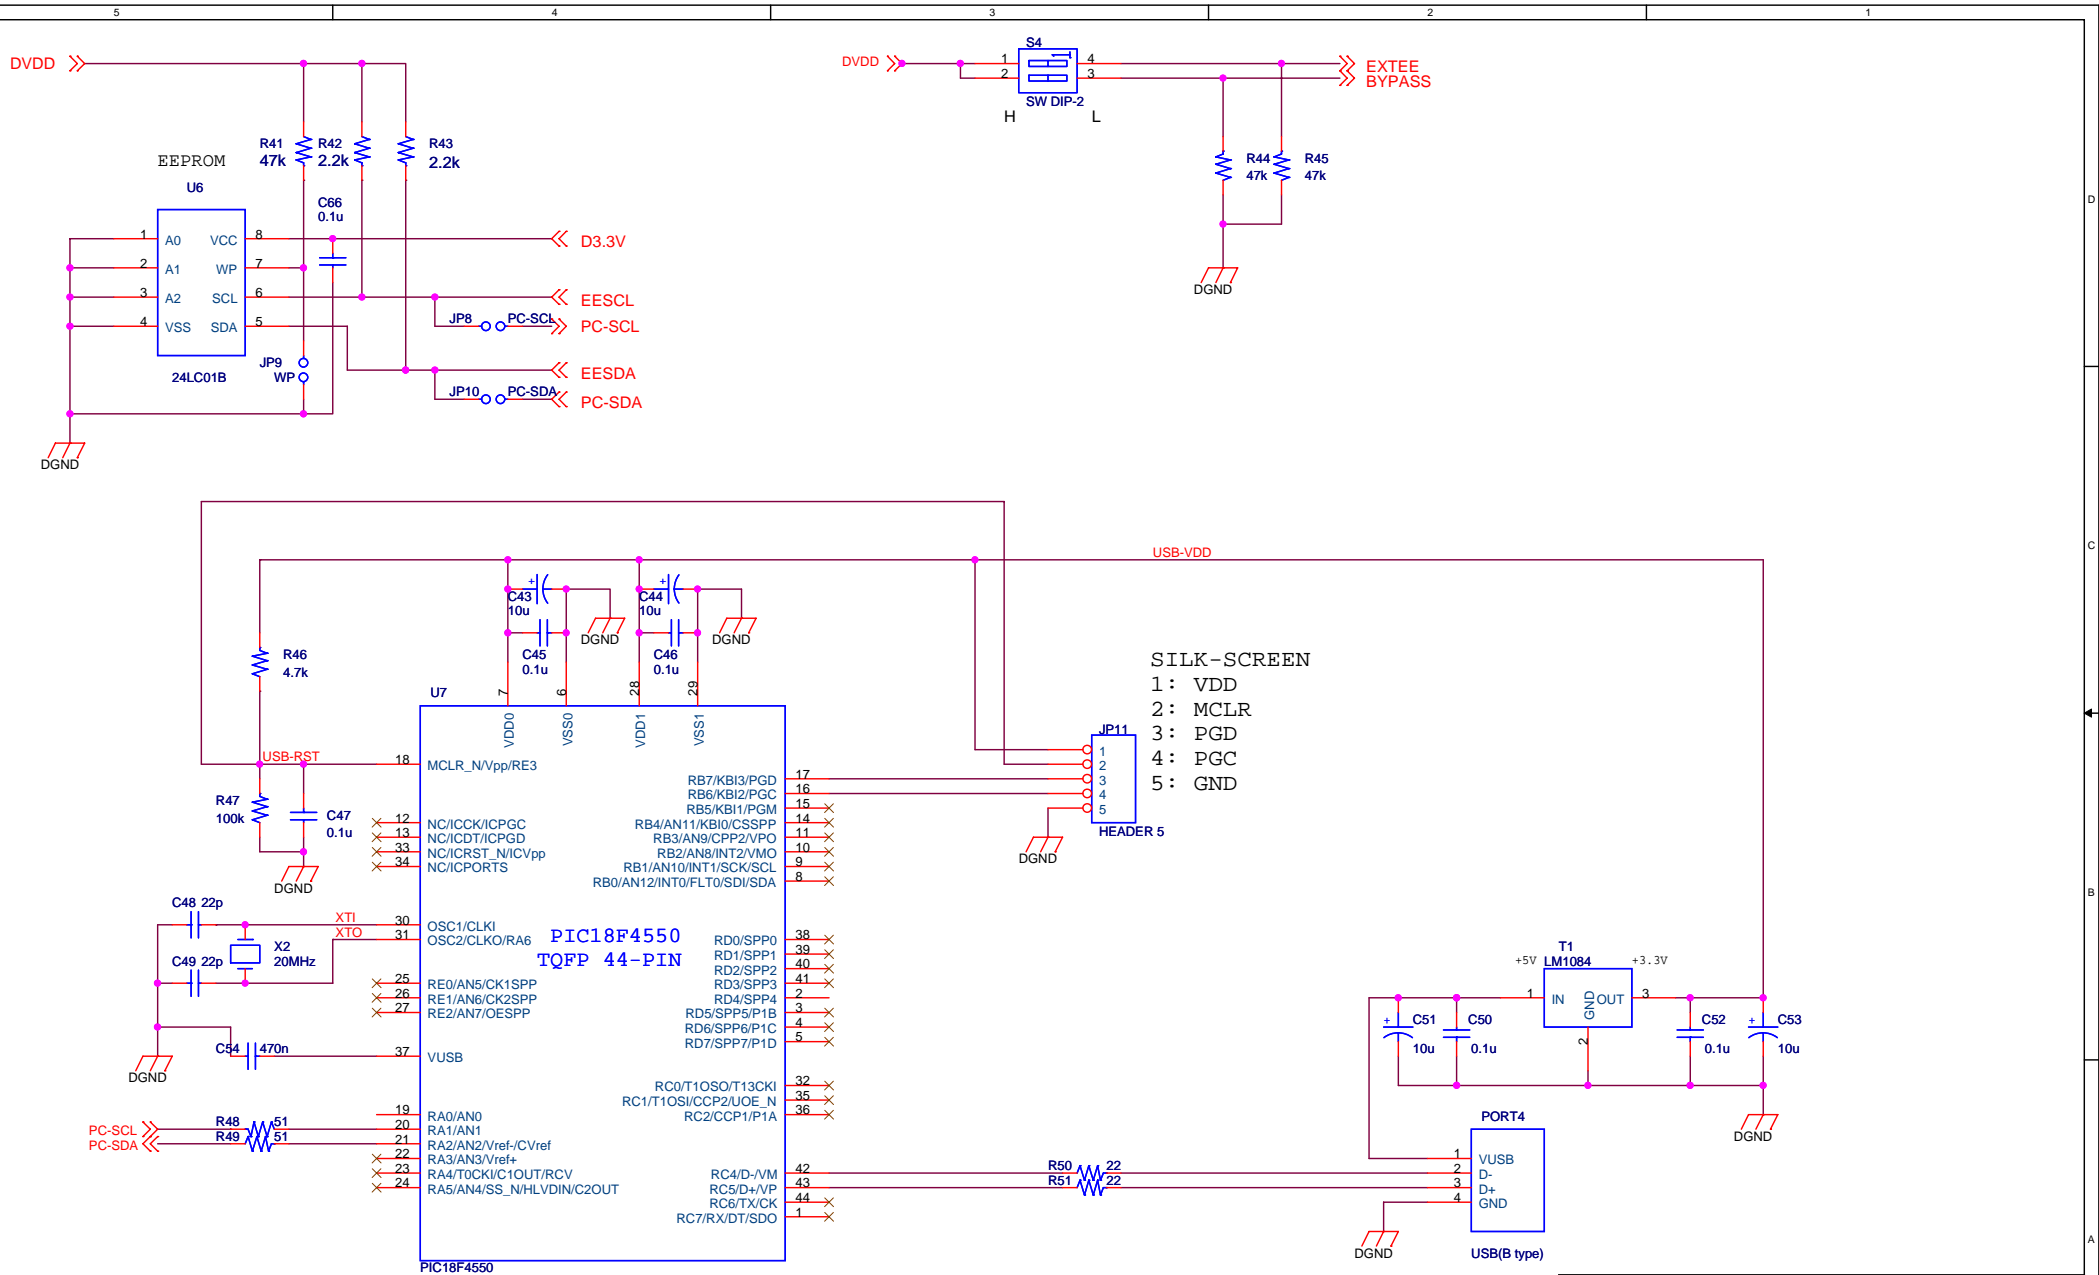 5 4 3 2 1
DVDD
R41
47k
R42
2.2k
R43
2.2k
EEPROM
U6
C66
0.1u
1 A0 VCC 8
2 A1 WP 7
3 A2 SCL 6
4 VSS SDA 5
24LC01B
D3.3V
EESCL
JP8 PC-SCL
PC-SCL
JP9
WP
EESDA
JP10 PC-SDA
PC-SDA
DGND
DVDD
S4
1 4
2 3
SW DIP-2
H L
EXTEE
BYPASS
R44
47k
R45
47k
DGND
D
C
B
A
USB-VDD
C43
10u
C44
10u
DGND
DGND
C45
0.1u
C46
0.1u
R46
4.7k
U7
7 6 28 29
VDD0 VSS0 VDD1 VSS1
USB-RST
18 MCLR_N/Vpp/RE3
R47
100k
C47
0.1u
DGND
12 NC/ICCK/ICPGC
13 NC/ICDT/ICPGD
33 NC/ICRST_N/ICVpp
34 NC/ICPORTS
C48 22p
XTI
30 OSC1/CLKI
XTO
31 OSC2/CLKO/RA6
X2
20MHz
C49 22p
25 RE0/AN5/CK1SPP
26 RE1/AN6/CK2SPP
27 RE2/AN7/OESPP
C54 470n
37 VUSB
DGND
19 RA0/AN0
PC-SCL R48 51 20 RA1/AN1
PC-SDA R49 51 21 RA2/AN2/Vref-/CVref
22 RA3/AN3/Vref+
23 RA4/T0CKI/C1OUT/RCV
24 RA5/AN4/SS_N/HLVDIN/C2OUT
PIC18F4550
TQFP 44-PIN
PIC18F4550
RB7/KBI3/PGD 17
RB6/KBI2/PGC 16
RB5/KBI1/PGM 15
RB4/AN11/KBI0/CSSPP 14
RB3/AN9/CPP2/VPO 11
RB2/AN8/INT2/VMO 10
RB1/AN10/INT1/SCK/SCL 9
RB0/AN12/INT0/FLT0/SDI/SDA 8
RD0/SPP0 38
RD1/SPP1 39
RD2/SPP2 40
RD3/SPP3 41
RD4/SPP4 2
RD5/SPP5/P1B 3
RD6/SPP6/P1C 4
RD7/SPP7/P1D 5
RC0/T1OSO/T13CKI 32
RC1/T1OSI/CCP2/UOE_N 35
RC2/CCP1/P1A 36
RC4/D-/VM 42
RC5/D+/VP 43
RC6/TX/CK 44
RC7/RX/DT/SDO 1
SILK-SCREEN
1: VDD
2: MCLR
3: PGD
4: PGC
5: GND
JP11
1
2
3
4
5
HEADER 5
DGND
R50 22
R51 22
T1
+5V LM1084 +3.3V
1 IN GND OUT 3
2
C51
10u
C50
0.1u
C52
0.1u
C53
10u
DGND
PORT4
1 VUSB
2 D-
3 D+
4 GND
USB(B type)
DGND